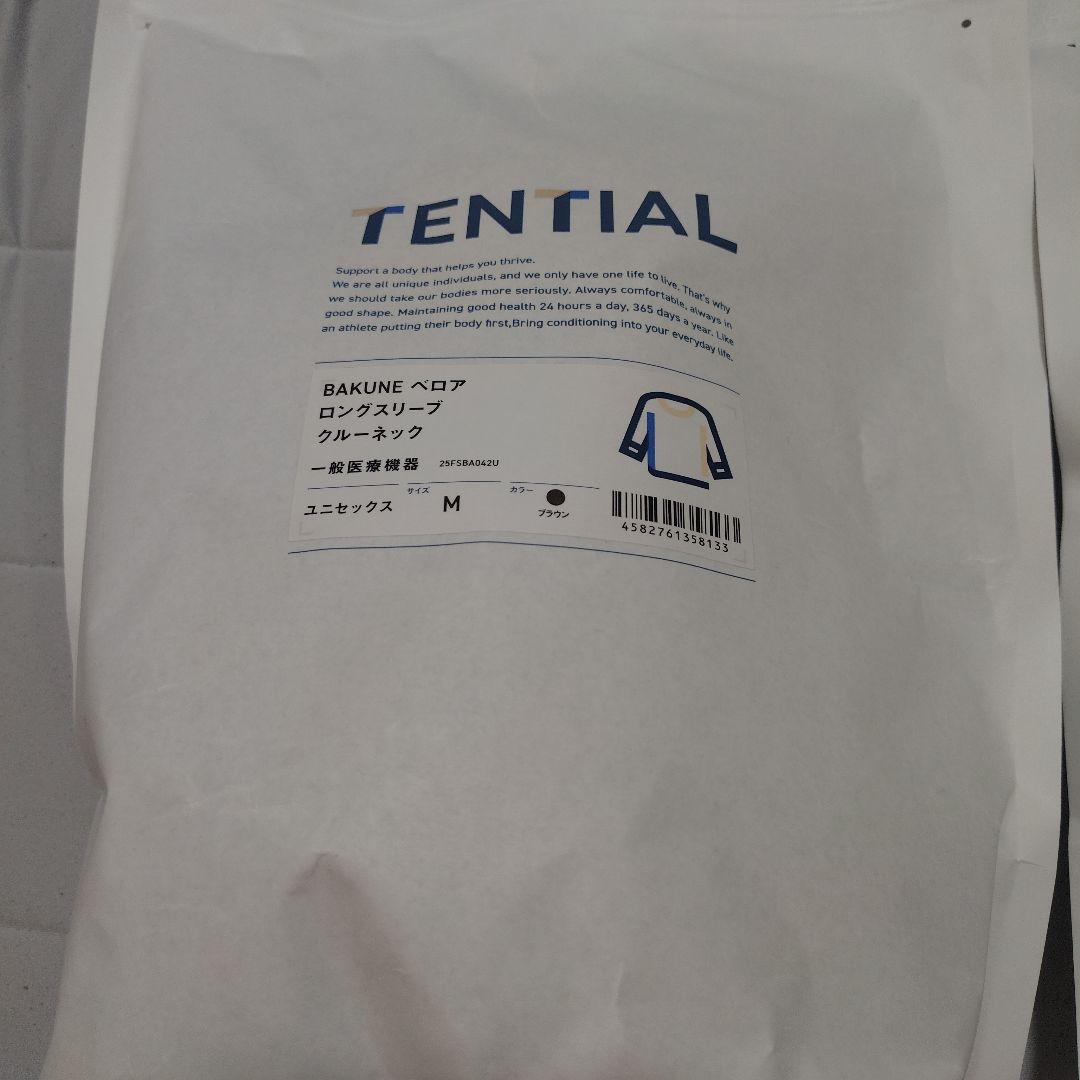 TENTIAL
Support a body that helps you thrive.
We are all unique individuals, and we only have one life to live. That's why
we should take our bodies more seriously. Always comfortable, always in
good shape. Maintaining good health 24 hours a day, 365 days a year. Like
an athlete putting their body first,Bring conditioning into your everyday life.
BAKUNE ベロア
ロングスリーブ
クルーネック
一般医療機器 25FSBA042U
ユニセックス サイズ M カラー ブラウン
4582761358133